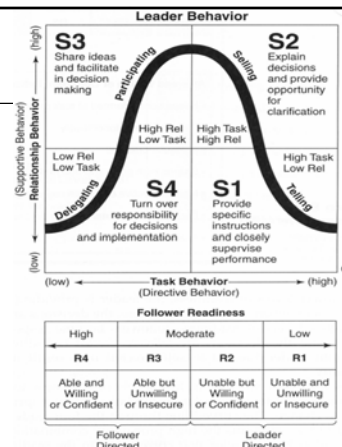 Leader Behavior
(high)
(Supportive Behavior)
Relationship Behavior
(low)
S3
Share ideas
and facilitate
in decision
making
Participating
Selling
S2
Explain
decisions
and provide
opportunity
for
clarification
High Rel
Low Task
High Task
High Rel
Low Rel
Low Task
High Task
Low Rel
Delegating
S4
Turn over
responsibility
for decisions
and implementation
S1
Provide
specific
instructions
and closely
supervise
performance
Telling
(low)
Task Behavior
(high)
(Directive Behavior)
Follower Readiness
High
Moderate
Low
R4
R3
R2
R1
Able and
Willing
or Confident
Able but
Unwilling
or Insecure
Unable but
Willing
or Confident
Unable and
Unwilling
or Insecure
Follower
Directed
Leader
Directed